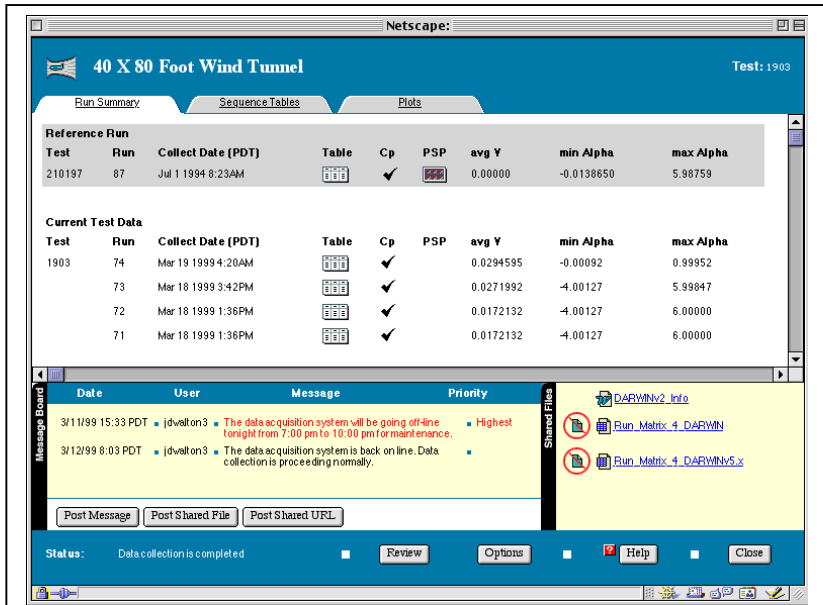 Netscape:
40 X 80 Foot Wind Tunnel
Test: 1903
Run Summary Sequence Tables Plots
Reference Run
Test Run Collect Date (PDT) Table Cp PSP avg Y min Alpha max Alpha
210197 87 Jul 1 1994 8:23AM 0.00000 -0.0138650 5.98759
Current Test Data
Test Run Collect Date (PDT) Table Cp PSP avg Y min Alpha max Alpha
1903 74 Mar 19 1999 4:20AM 0.0294595 -0.00092 0.99952
73 Mar 18 1999 3:42PM 0.0271992 -4.00127 5.99847
72 Mar 18 1999 1:36PM 0.0172132 -4.00127 6.00000
71 Mar 18 1999 1:36PM 0.0172132 -4.00127 6.00000
Message Board
Date User Message Priority
3/11/99 15:33 PDT jdwalton3 The data acquisition system will be going off-line Highest
tonight from 7:00 pm to 10:00 pm for maintenance.
3/12/99 8:03 PDT jdwalton3 The data acquisition system is back on line. Data
collection is proceeding normally.
Post Message Post Shared File Post Shared URL
Shared Files
DARWINv2_Info
Run_Matrix_4_DARWIN
Run_Matrix_4_DARWINv5.x
Status: Data collection is completed Review Options ? Help Close